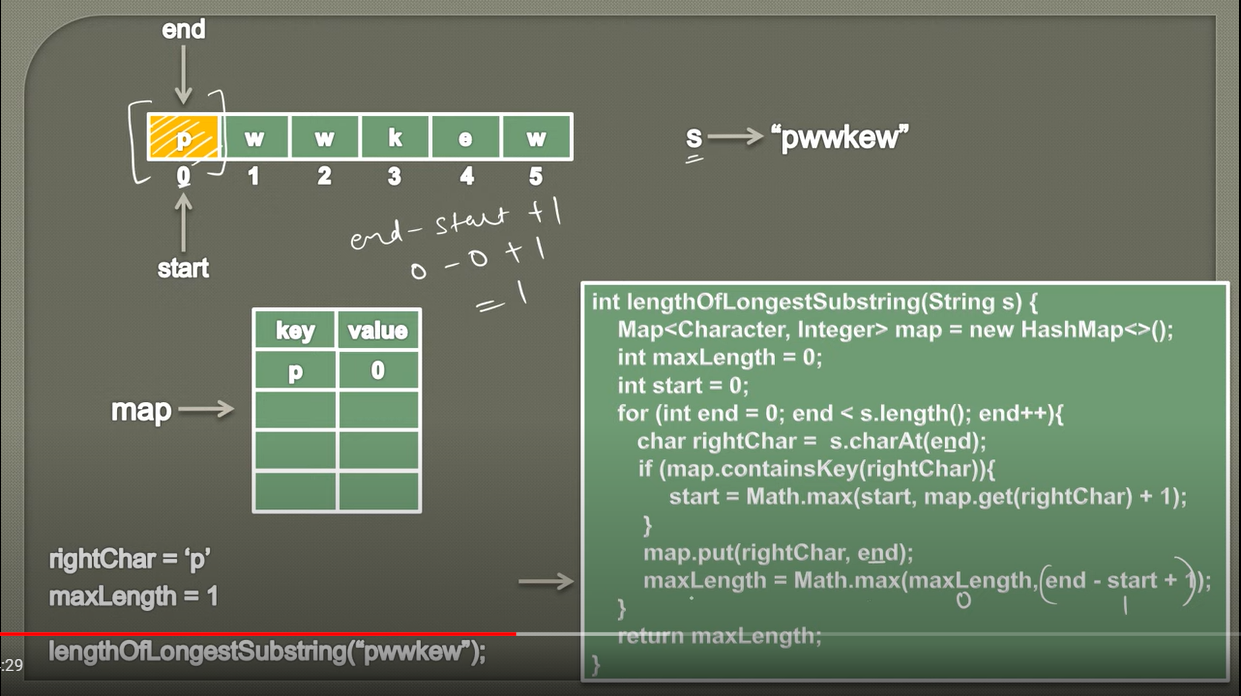 end
p w w k e w
0 1 2 3 4 5
s → “pwwkew”
start
end - start + 1
0 - 0 + 1
= 1
key value
p 0
map
rightChar = ‘p’
maxLength = 1
lengthOfLongestSubstring(“pwwkew”);
:29
int lengthOfLongestSubstring(String s) {
Map<Character, Integer> map = new HashMap<>();
int maxLength = 0;
int start = 0;
for (int end = 0; end < s.length(); end++){
char rightChar = s.charAt(end);
if (map.containsKey(rightChar)){
start = Math.max(start, map.get(rightChar) + 1);
}
map.put(rightChar, end);
maxLength = Math.max(maxLength, (end - start + 1));
0 1
}
return maxLength;
}